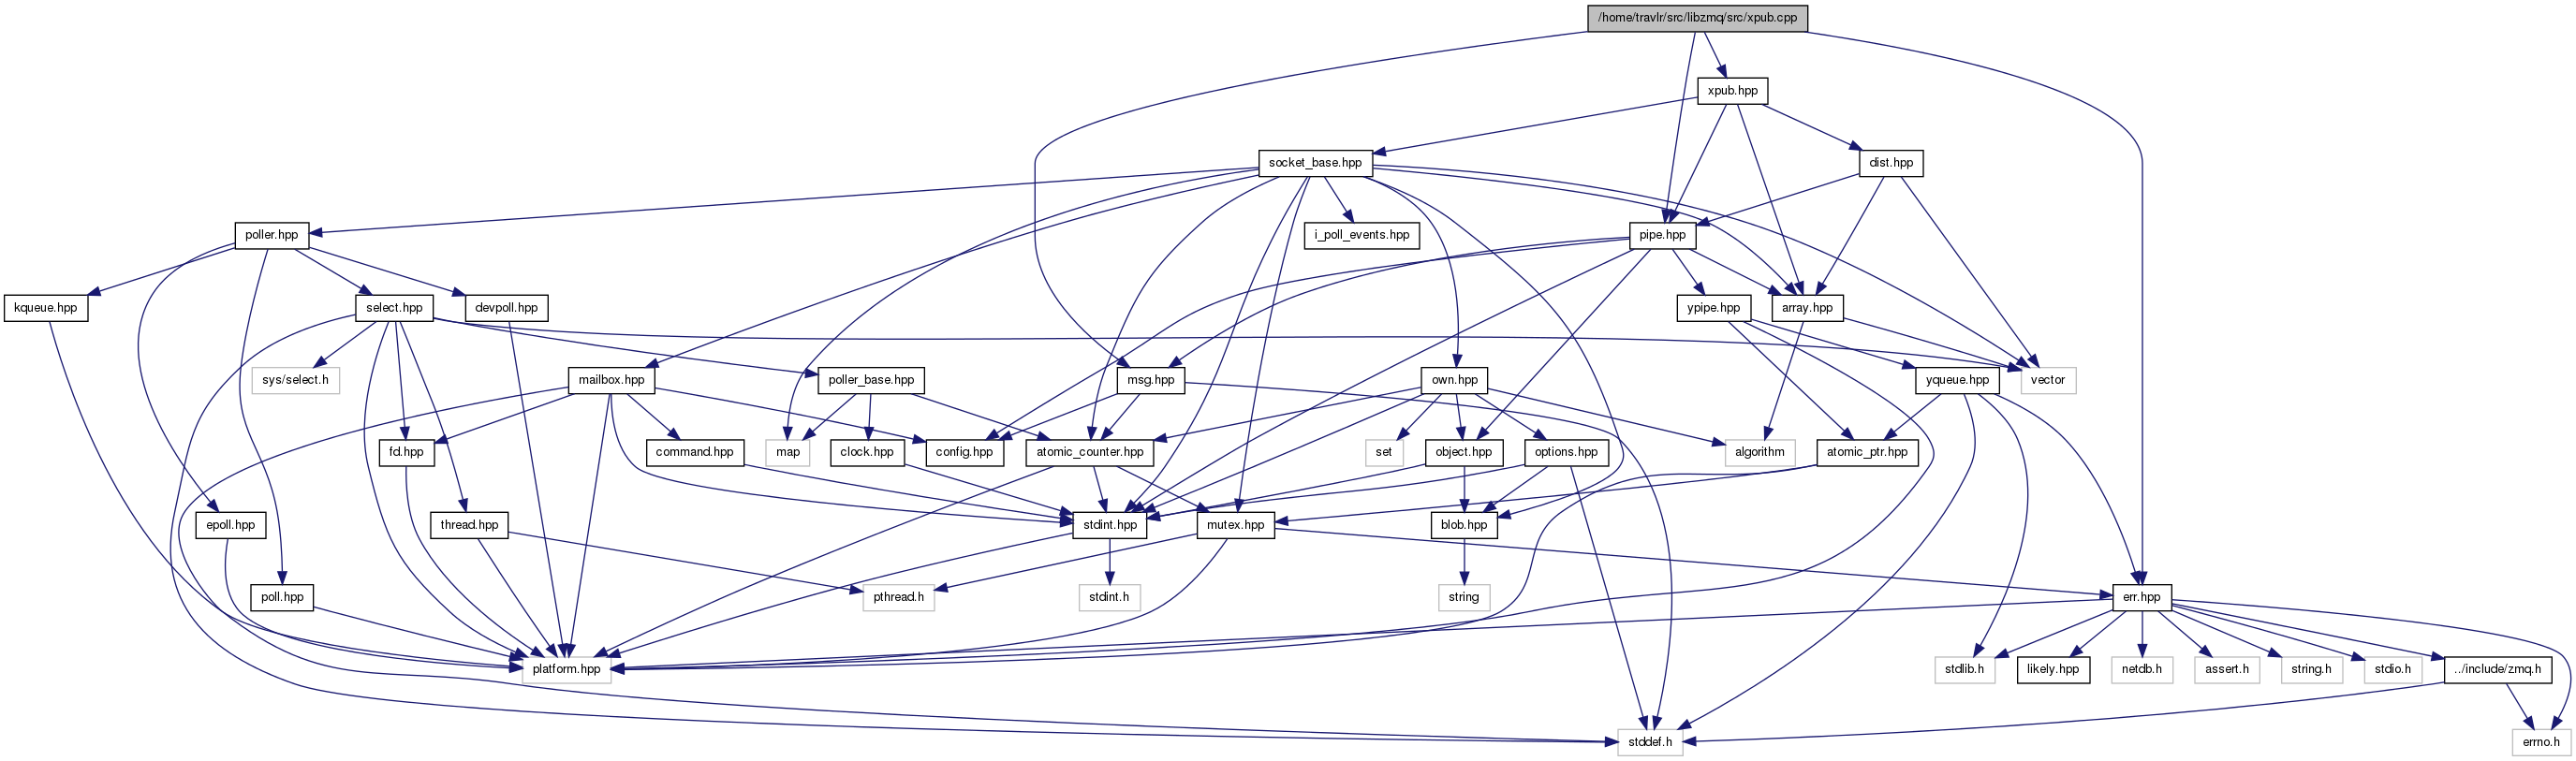 /home/travlr/src/libzmq/src/xpub.cpp
xpub.hpp
socket_base.hpp
dist.hpp
poller.hpp
i_poll_events.hpp
pipe.hpp
kqueue.hpp
select.hpp
devpoll.hpp
ypipe.hpp
array.hpp
sys/select.h
mailbox.hpp
poller_base.hpp
msg.hpp
own.hpp
yqueue.hpp
vector
fd.hpp
command.hpp
map
clock.hpp
config.hpp
atomic_counter.hpp
set
object.hpp
options.hpp
algorithm
atomic_ptr.hpp
epoll.hpp
thread.hpp
stdint.hpp
mutex.hpp
blob.hpp
poll.hpp
pthread.h
stdint.h
string
err.hpp
platform.hpp
stdlib.h
likely.hpp
netdb.h
assert.h
string.h
stdio.h
../include/zmq.h
stddef.h
errno.h